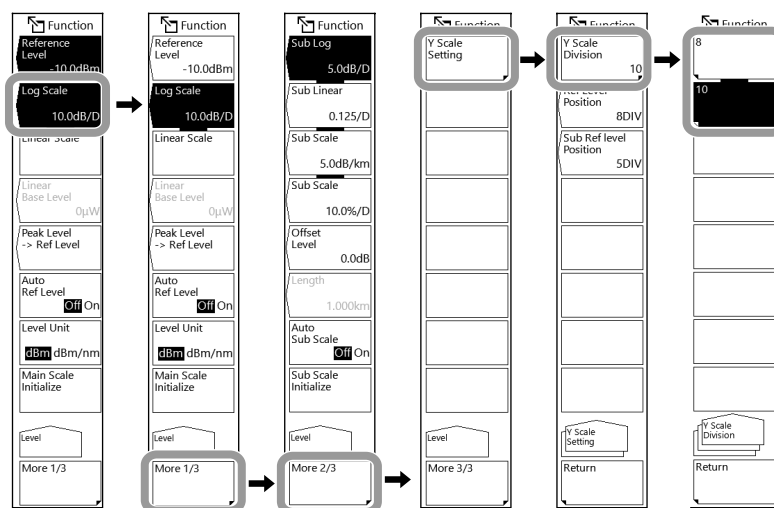 Function
Reference
Level
-10.0dBm
Log Scale
10.0dB/D
Linear Scale
Linear
Base Level
0µW
Peak Level
-> Ref Level
Auto
Ref Level
Off On
Level Unit
dBm dBm/nm
Main Scale
Initialize
Level
More 1/3
Function
Reference
Level
-10.0dBm
Log Scale
10.0dB/D
Linear Scale
Linear
Base Level
0µW
Peak Level
-> Ref Level
Auto
Ref Level
Off On
Level Unit
dBm dBm/nm
Main Scale
Initialize
Level
More 1/3
Function
Sub Log
5.0dB/D
Sub Linear
0.125/D
Sub Scale
5.0dB/km
Sub Scale
10.0%/D
Offset
Level
0.0dB
Length
1.000km
Auto
Sub Scale
Off On
Sub Scale
Initialize
Level
More 2/3
Function
Y Scale
Setting
Level
More 3/3
Function
Y Scale
Division
10
Ref Level
Position
8DIV
Sub Ref level
Position
5DIV
Y Scale
Setting
Return
Function
8
10
Y Scale
Division
Return